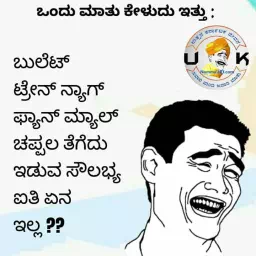 ಒಂದು ಮಾತು ಕೇಳುದು ಇತ್ತು :
U K
ಬುಲೆಟ್
ಟ್ರೇನ್ ನ್ಯಾಗ್
ಫ್ಯಾನ್ ಮ್ಯಾಲ್
ಚಪ್ಪಲ ತೆಗೆದು
ಇಡುವ ಸೌಲಭ್ಯ
ಐತಿ ಏನ
ಇಲ್ಲ ??